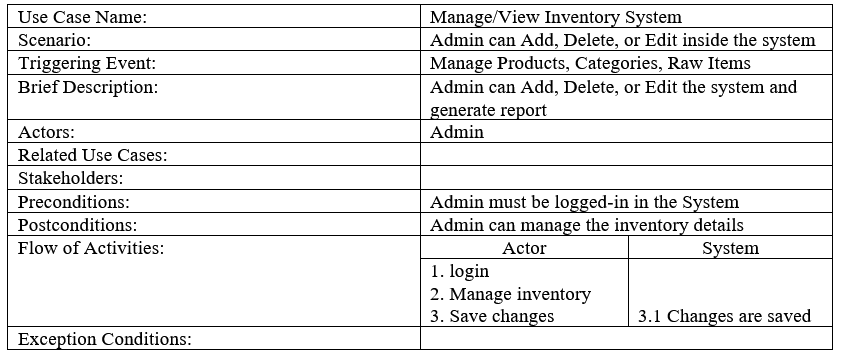 Use Case Name: Manage/View Inventory System
Scenario: Admin can Add, Delete, or Edit inside the system
Triggering Event: Manage Products, Categories, Raw Items
Brief Description: Admin can Add, Delete, or Edit the system and
generate report
Actors: Admin
Related Use Cases:
Stakeholders:
Preconditions: Admin must be logged-in in the System
Postconditions: Admin can manage the inventory details
Flow of Activities: Actor System
1. login
2. Manage inventory
3. Save changes 3.1 Changes are saved
Exception Conditions: